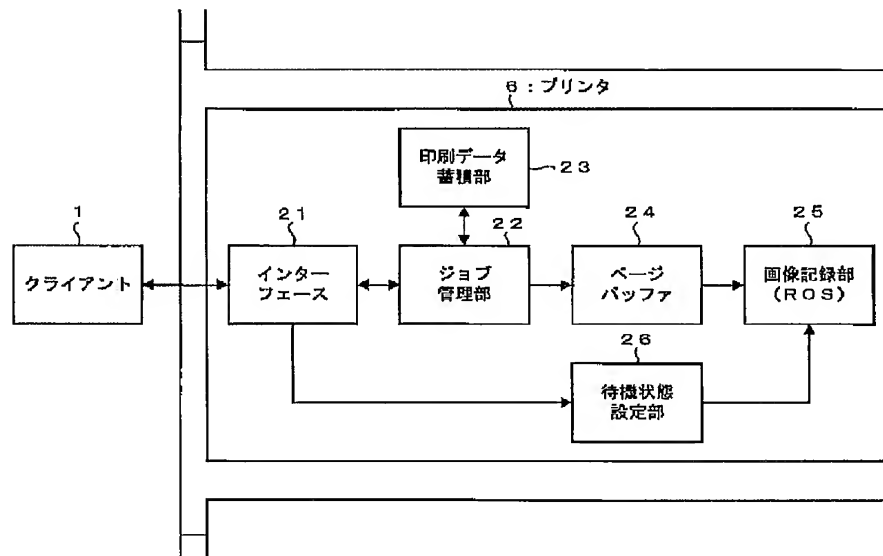 6:プリンタ
印刷データ
蓄積部
23
1
21
22
24
25
クライアント
インター
フェース
ジョブ
管理部
ページ
バッファ
画像記録部
(ROS)
26
待機状態
設定部